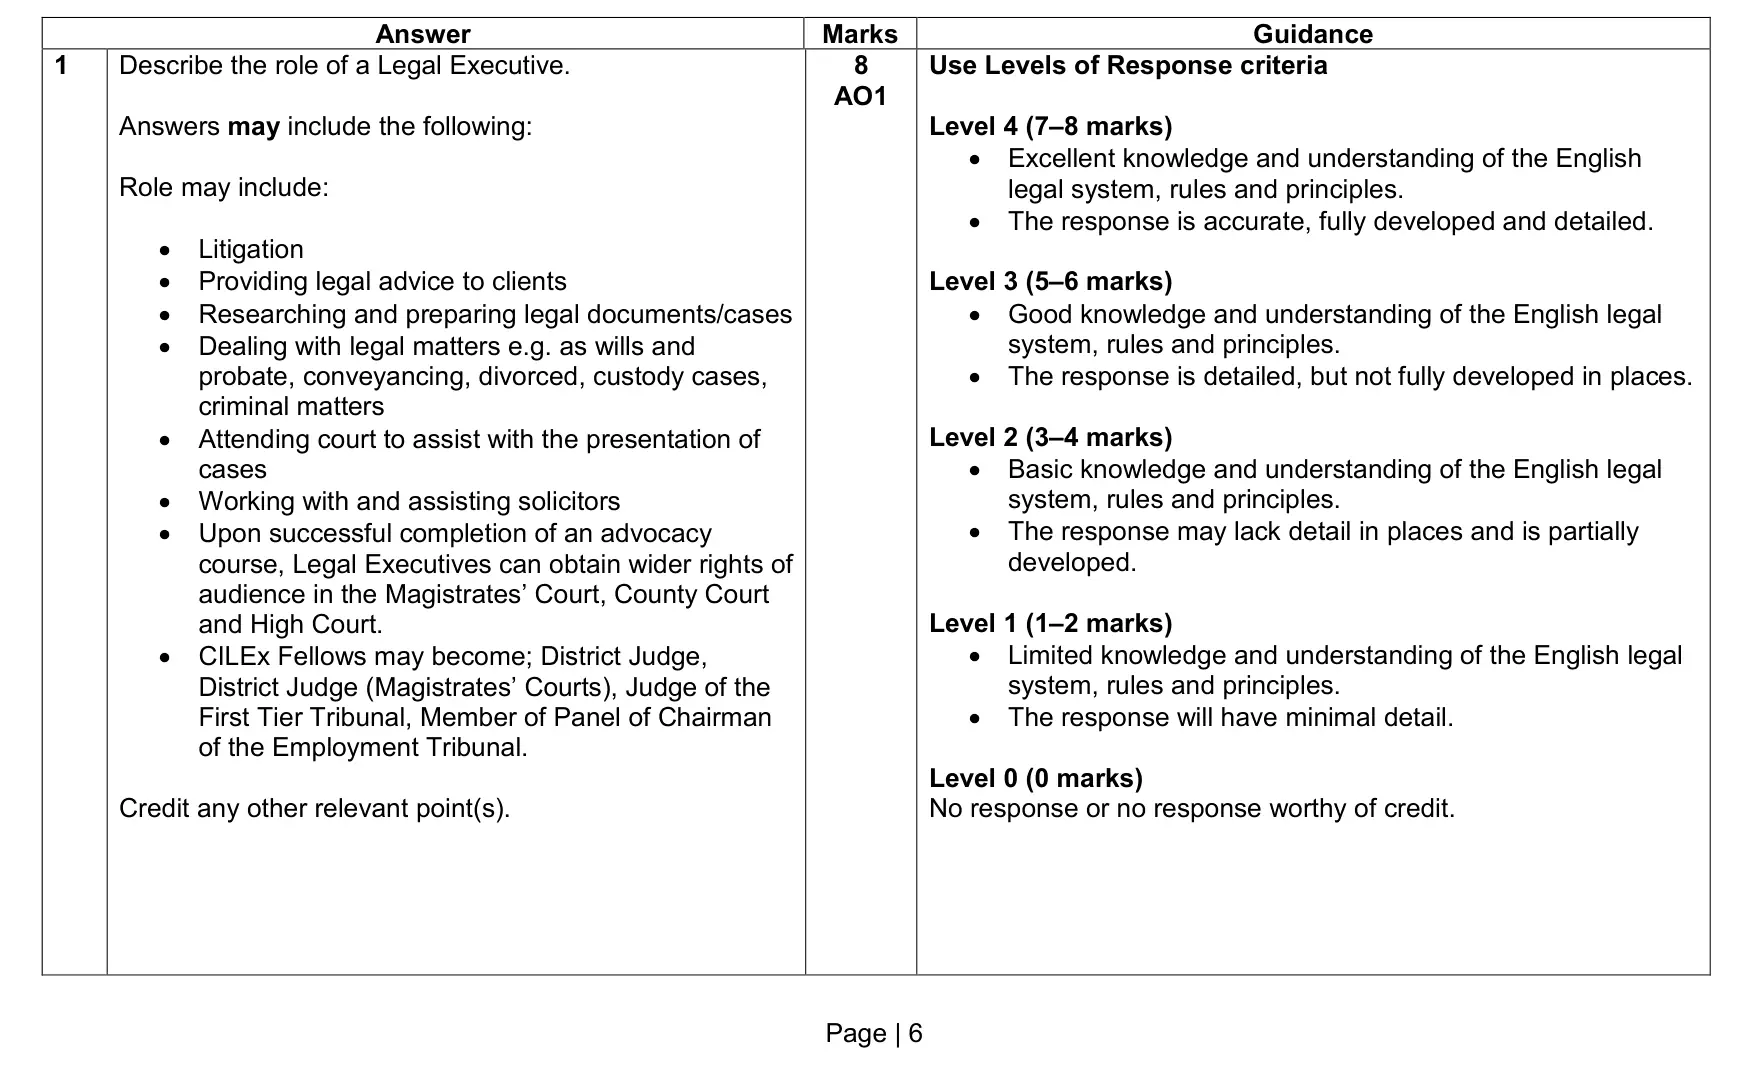 Answer Marks Guidance
1 Describe the role of a Legal Executive.
Answers may include the following:
Role may include:
• Litigation
• Providing legal advice to clients
• Researching and preparing legal documents/cases
• Dealing with legal matters e.g. as wills and
probate, conveyancing, divorced, custody cases,
criminal matters
• Attending court to assist with the presentation of
cases
• Working with and assisting solicitors
• Upon successful completion of an advocacy
course, Legal Executives can obtain wider rights of
audience in the Magistrates’ Court, County Court
and High Court.
• CILEx Fellows may become; District Judge,
District Judge (Magistrates’ Courts), Judge of the
First Tier Tribunal, Member of Panel of Chairman
of the Employment Tribunal.
Credit any other relevant point(s).
8
AO1
Use Levels of Response criteria
Level 4 (7–8 marks)
• Excellent knowledge and understanding of the English
legal system, rules and principles.
• The response is accurate, fully developed and detailed.
Level 3 (5–6 marks)
• Good knowledge and understanding of the English legal
system, rules and principles.
• The response is detailed, but not fully developed in places.
Level 2 (3–4 marks)
• Basic knowledge and understanding of the English legal
system, rules and principles.
• The response may lack detail in places and is partially
developed.
Level 1 (1–2 marks)
• Limited knowledge and understanding of the English legal
system, rules and principles.
• The response will have minimal detail.
Level 0 (0 marks)
No response or no response worthy of credit.
Page | 6